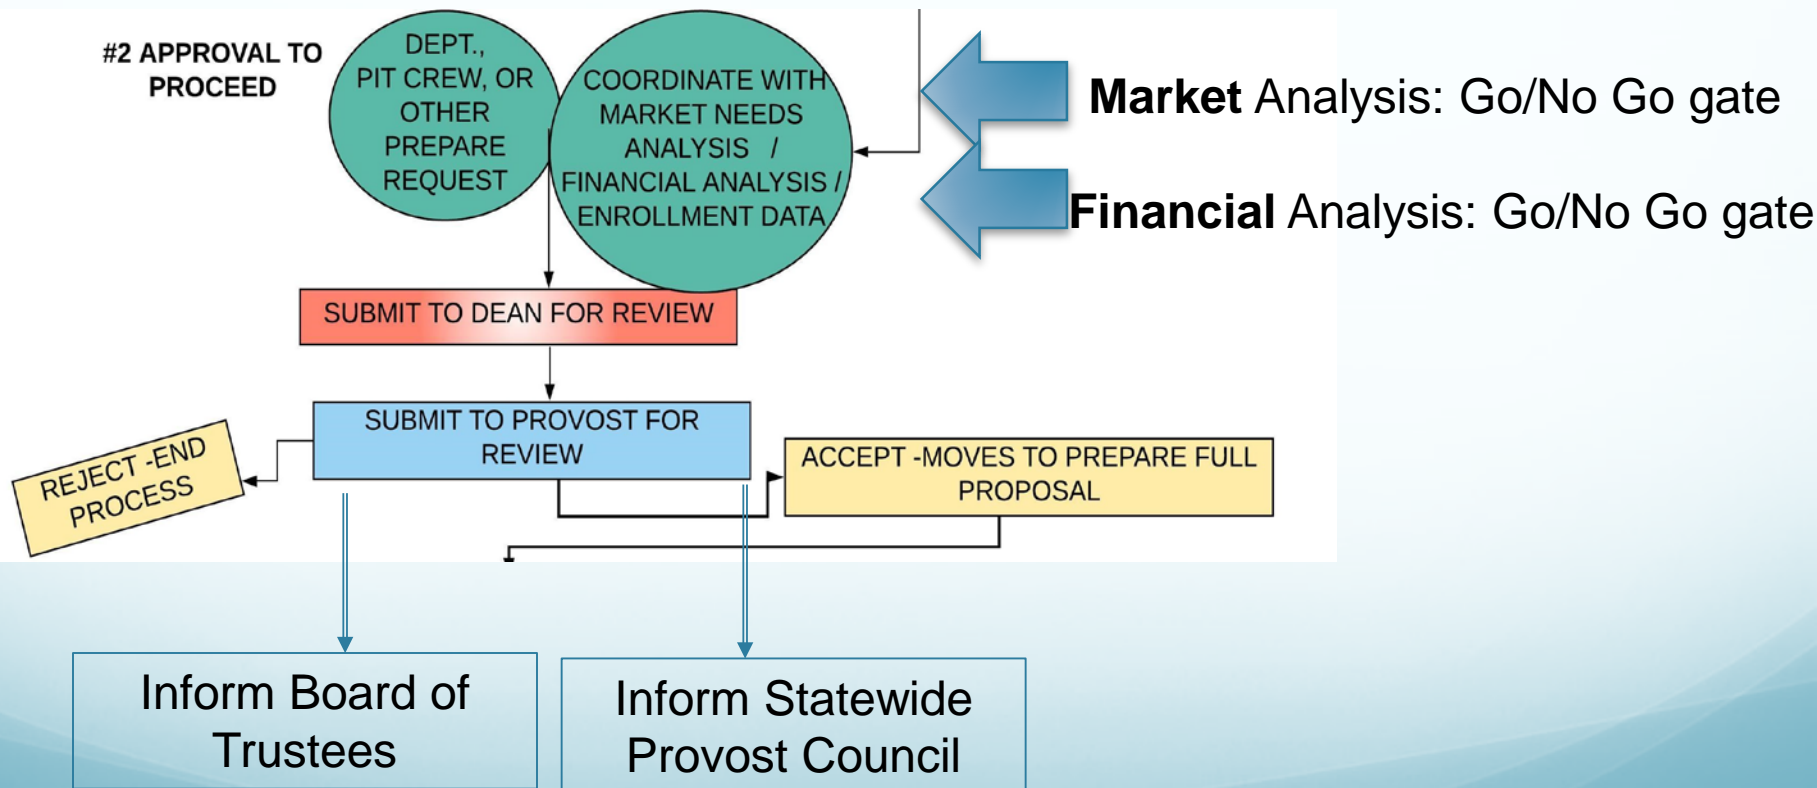 #2 APPROVAL TO
PROCEED
DEPT.,
PIT CREW, OR
OTHER
PREPARE
REQUEST
COORDINATE WITH
MARKET NEEDS
ANALYSIS /
FINANCIAL ANALYSIS /
ENROLLMENT DATA
Market Analysis: Go/No Go gate
Financial Analysis: Go/No Go gate
SUBMIT TO DEAN FOR REVIEW
SUBMIT TO PROVOST FOR
REVIEW
REJECT -END
PROCESS
ACCEPT -MOVES TO PREPARE FULL
PROPOSAL
Inform Board of
Trustees
Inform Statewide
Provost Council